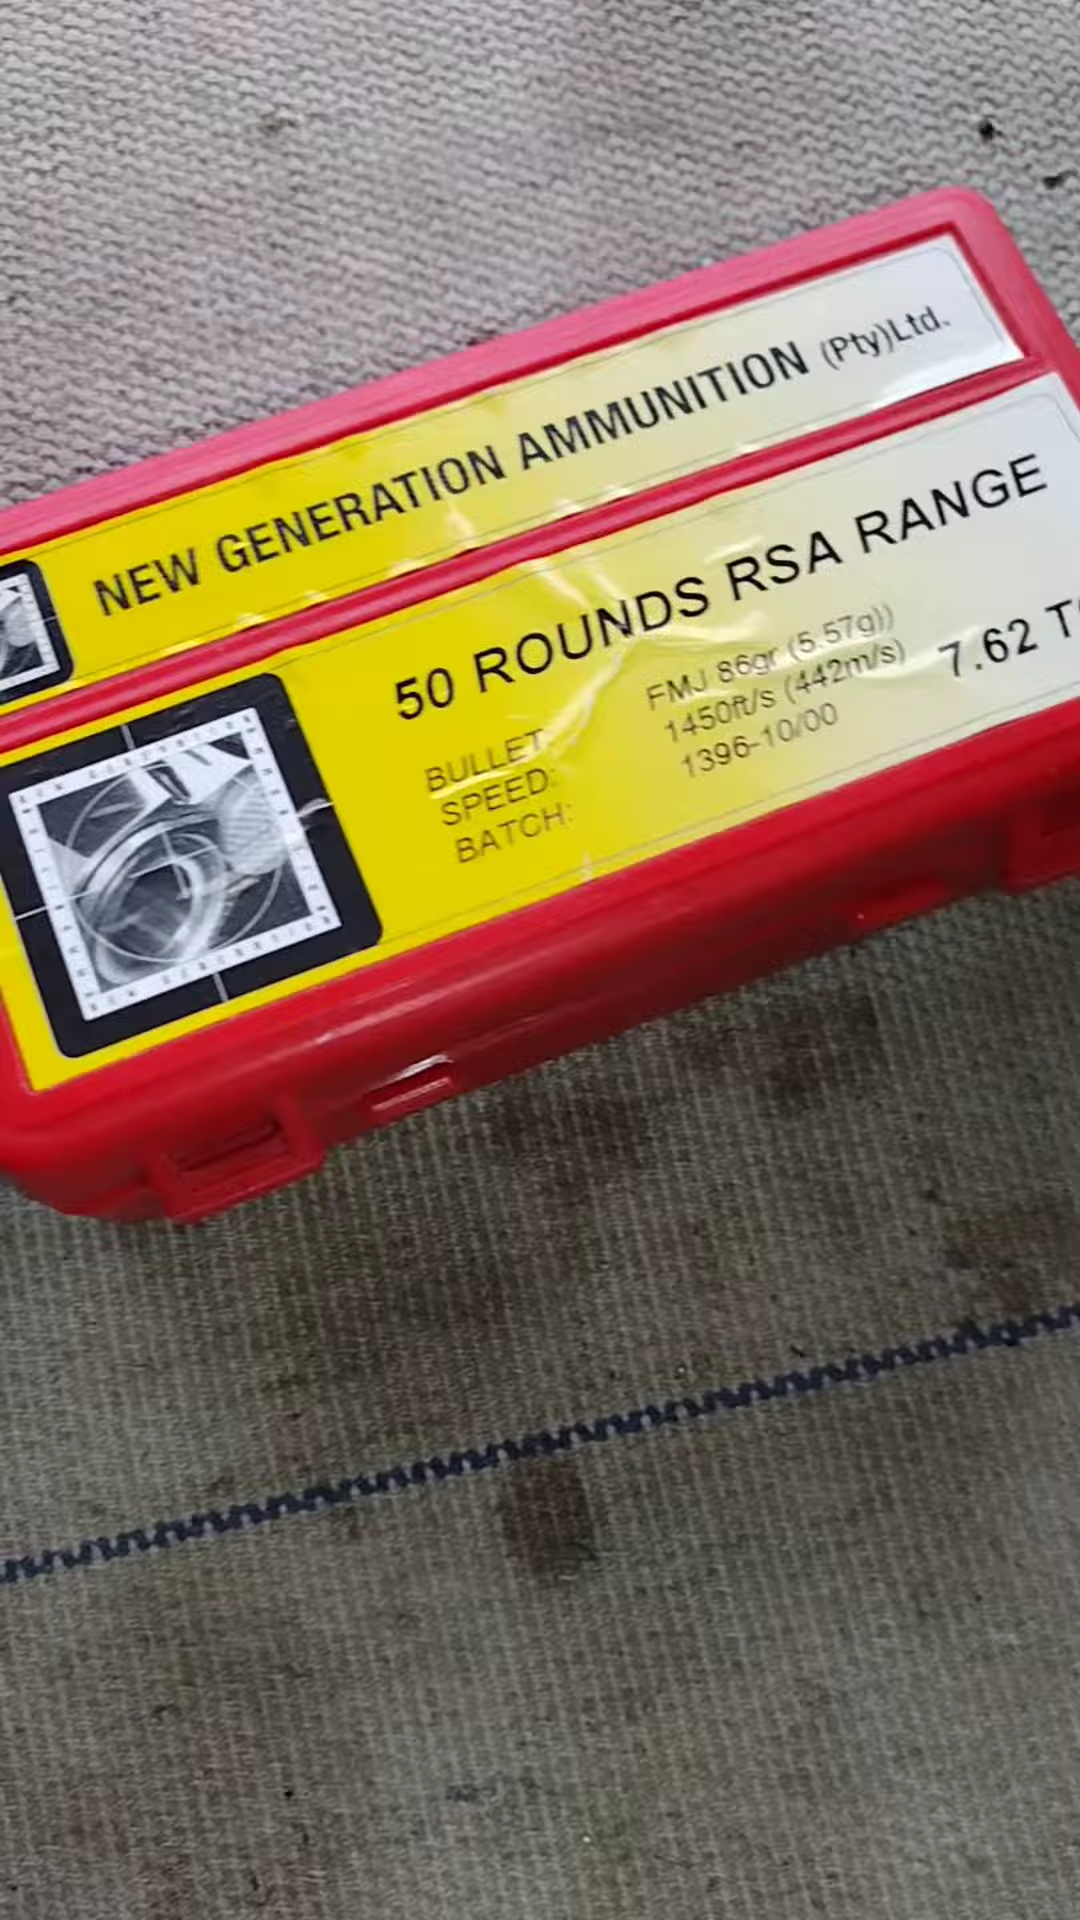 NEW GENERATION AMMUNITION (Pty)Ltd.
50 ROUNDS RSA RANGE
BULLET: FMJ 86gr (5.57g))
SPEED: 1450ft/s (442m/s)
BATCH: 1396-10/00
7.62 T